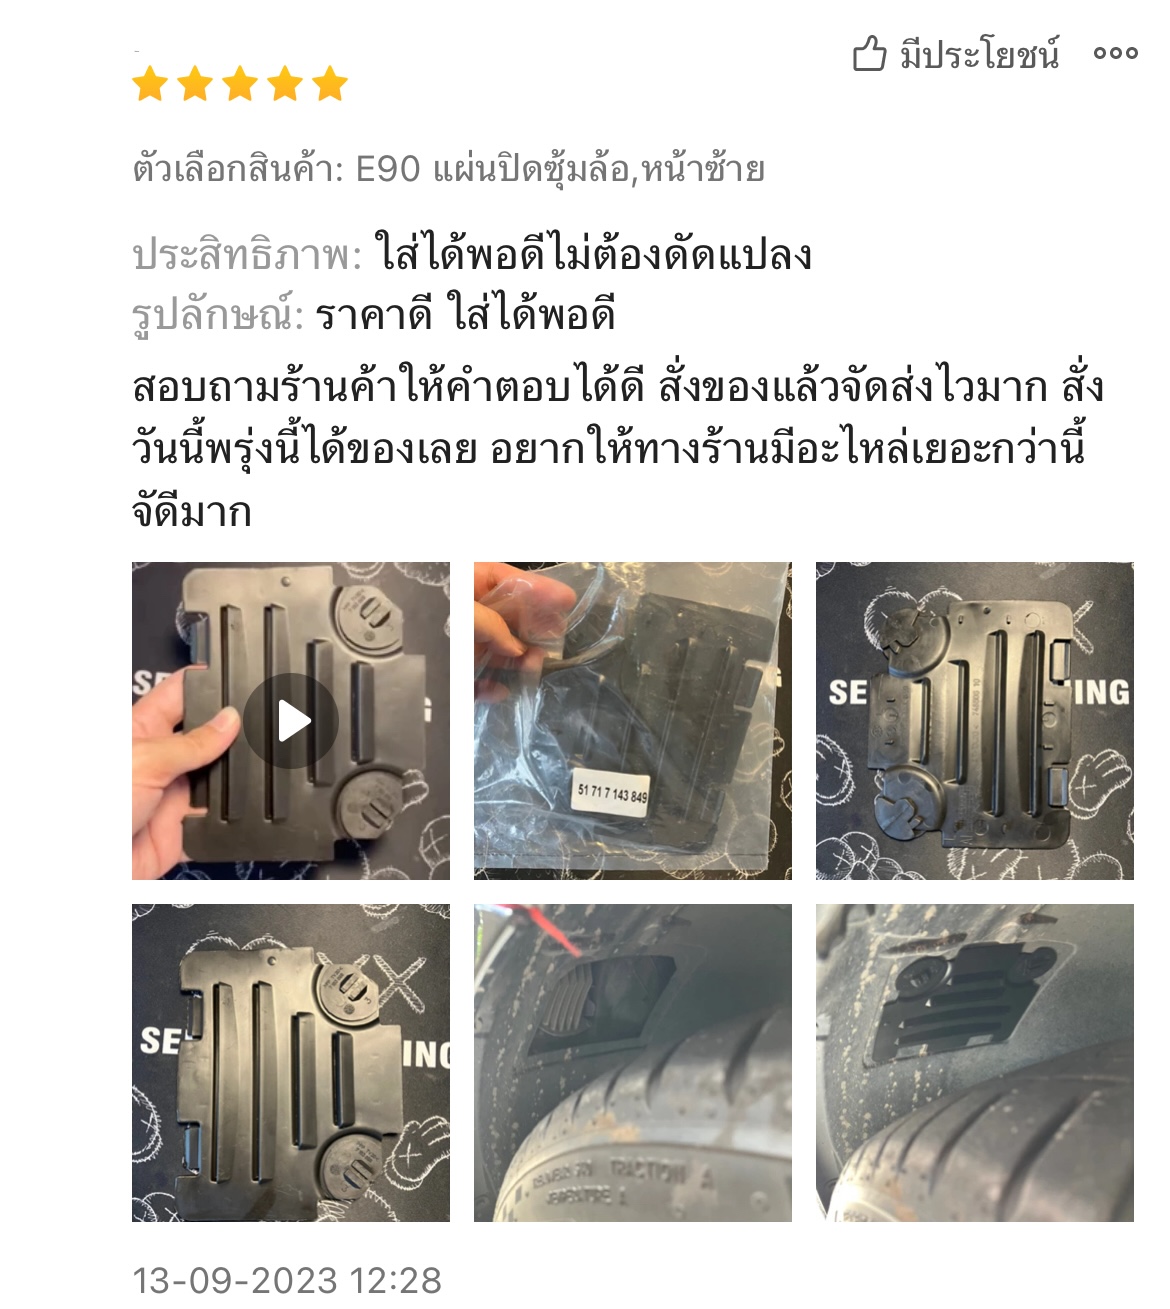 มีประโยชน์
ตัวเลือกสินค้า: E90 แผ่นปิดซุ้มล้อ,หน้าซ้าย
ประสิทธิภาพ: ใส่ได้พอดีไม่ต้องดัดแปลง
รูปลักษณ์: ราคาดี ใส่ได้พอดี
สอบถามร้านค้าให้คำตอบได้ดี สั่งของแล้วจัดส่งไวมาก สั่ง
วันนี้พรุ่งนี้ได้ของเลย อยากให้ทางร้านมีอะไหล่เยอะกว่านี้
จัดีมาก
SE
G
51 71 7 143 849
SE
ING
SE
ING
TRACTION A
13-09-2023 12:28